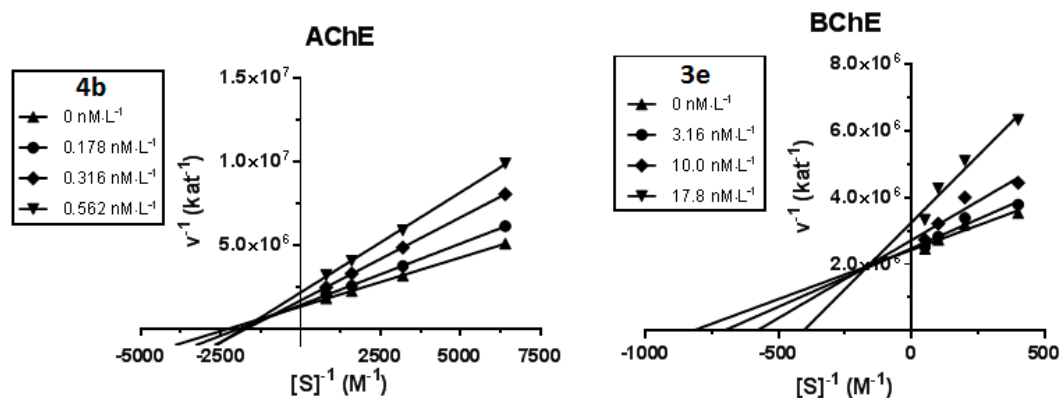 AChE
4b
0 nM·L⁻¹
0.178 nM·L⁻¹
0.316 nM·L⁻¹
0.562 nM·L⁻¹
v⁻¹ (kat⁻¹)
1.5×10⁷
1.0×10⁷
5.0×10⁶
-5000 -2500 0 2500 5000 7500
[S]⁻¹ (M⁻¹)
BChE
3e
0 nM·L⁻¹
3.16 nM·L⁻¹
10.0 nM·L⁻¹
17.8 nM·L⁻¹
v⁻¹ (kat⁻¹)
8.0×10⁶
6.0×10⁶
4.0×10⁶
2.0×10⁶
-1000 -500 0 500
[S]⁻¹ (M⁻¹)